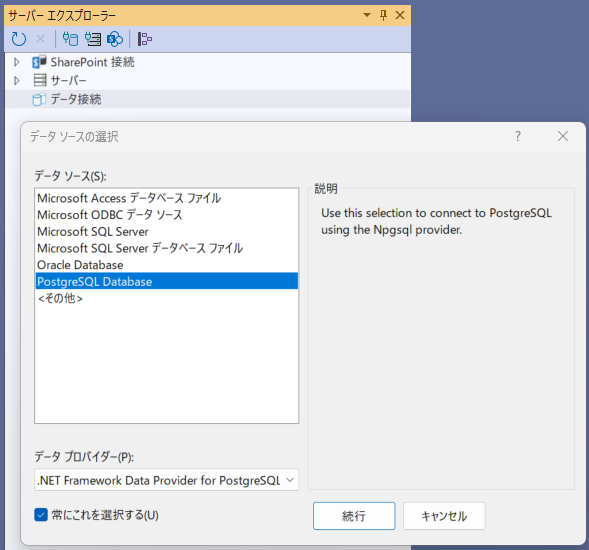 サーバー エクスプローラー
SharePoint 接続
サーバー
データ接続
データ ソースの選択
?
データ ソース(S):
Microsoft Access データベース ファイル
Microsoft ODBC データ ソース
Microsoft SQL Server
Microsoft SQL Server データベース ファイル
Oracle Database
PostgreSQL Database
<その他>
説明
Use this selection to connect to PostgreSQL
using the Npgsql provider.
データ プロバイダー(P):
.NET Framework Data Provider for PostgreSQL
常にこれを選択する(U)
続行
キャンセル